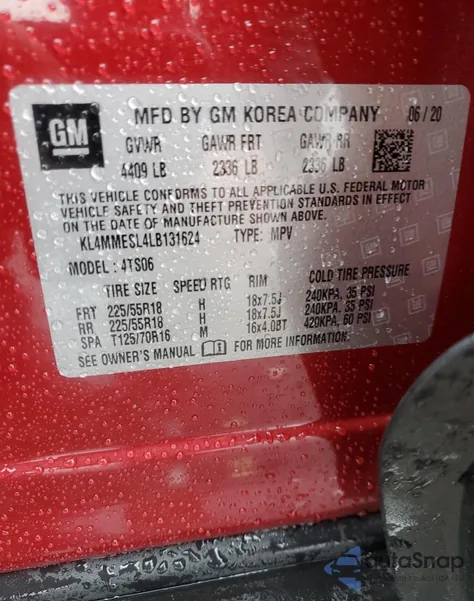 GM
MFD BY GM KOREA COMPANY 06/20
GVWR GAWR FRT GAWR RR
4409 LB 2336 LB 2336 LB
THIS VEHICLE CONFORMS TO ALL APPLICABLE U.S. FEDERAL MOTOR
VEHICLE SAFETY AND THEFT PREVENTION STANDARDS IN EFFECT
ON THE DATE OF MANUFACTURE SHOWN ABOVE.
KL4MMESL4LB131624 TYPE: MPV
MODEL: 4TS06
TIRE SIZE SPEED RTG RIM COLD TIRE PRESSURE
FRT 225/55R18 H 18x7.5J 240KPA, 35 PSI
RR 225/55R18 H 18x7.5J 240KPA, 35 PSI
SPA T125/70R16 M 16x4.0BT 420KPA, 60 PSI
SEE OWNER'S MANUAL FOR MORE INFORMATION.
AutoSnap